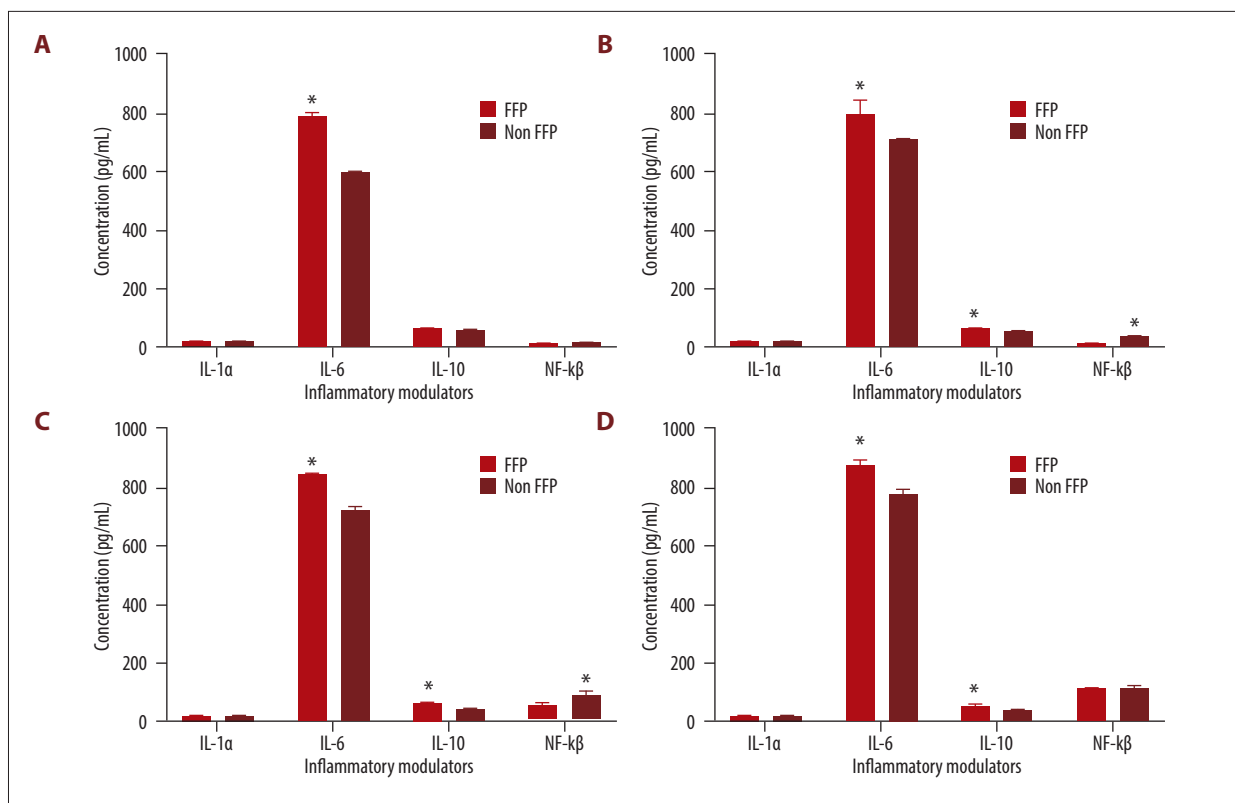 A
1000
800
600
400
200
0
Concentration (pg/mL)
*
FFP
Non FFP
IL-1α
IL-6
IL-10
NF-kβ
Inflammatory modulators
B
1000
800
600
400
200
0
Concentration (pg/mL)
*
*
*
FFP
Non FFP
IL-1α
IL-6
IL-10
NF-kβ
Inflammatory modulators
C
1000
800
600
400
200
0
Concentration (pg/mL)
*
*
*
FFP
Non FFP
IL-1α
IL-6
IL-10
NF-kβ
Inflammatory modulators
D
1000
800
600
400
200
0
Concentration (pg/mL)
*
*
FFP
Non FFP
IL-1α
IL-6
IL-10
NF-kβ
Inflammatory modulators